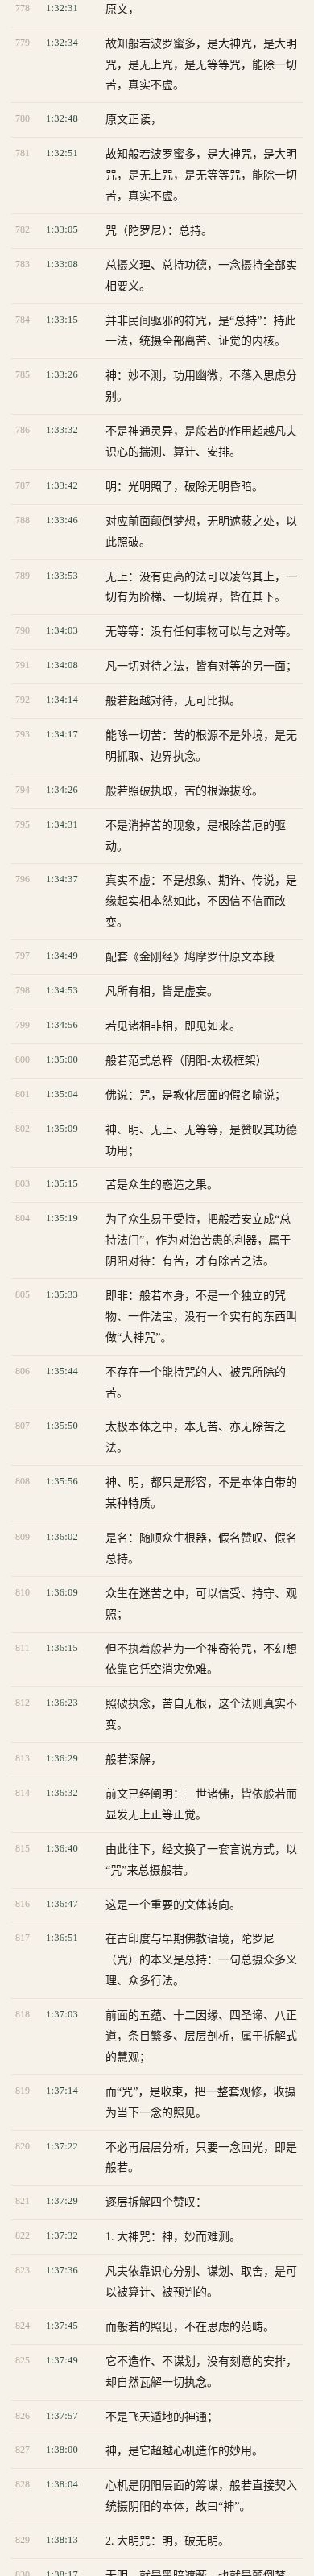 778 1:32:31 原文，
779 1:32:34 故知般若波罗蜜多，是大神咒，是大明
咒，是无上咒，是无等等咒，能除一切
苦，真实不虚。
780 1:32:48 原文正读，
781 1:32:51 故知般若波罗蜜多，是大神咒，是大明
咒，是无上咒，是无等等咒，能除一切
苦，真实不虚。
782 1:33:05 咒（陀罗尼）：总持。
783 1:33:08 总摄义理、总持功德，一念摄持全部实
相要义。
784 1:33:15 并非民间驱邪的符咒，是“总持”：持此
一法，统摄全部离苦、证觉的内核。
785 1:33:26 神：妙不测，功用幽微，不落入思虑分
别。
786 1:33:32 不是神通灵异，是般若的作用超越凡夫
识心的揣测、算计、安排。
787 1:33:42 明：光明照了，破除无明昏暗。
788 1:33:46 对应前面颠倒梦想，无明遮蔽之处，以
此照破。
789 1:33:53 无上：没有更高的法可以凌驾其上，一
切有为阶梯、一切境界，皆在其下。
790 1:34:03 无等等：没有任何事物可以与之对等。
791 1:34:08 凡一切对待之法，皆有对等的另一面；
792 1:34:14 般若超越对待，无可比拟。
793 1:34:17 能除一切苦：苦的根源不是外境，是无
明抓取、边界执念。
794 1:34:26 般若照破执取，苦的根源拔除。
795 1:34:31 不是消掉苦的现象，是根除苦厄的驱
动。
796 1:34:37 真实不虚：不是想象、期许、传说，是
缘起实相本然如此，不因信不信而改
变。
797 1:34:49 配套《金刚经》鸠摩罗什原文本段
798 1:34:53 凡所有相，皆是虚妄。
799 1:34:56 若见诸相非相，即见如来。
800 1:35:00 般若范式总释（阴阳-太极框架）
801 1:35:04 佛说：咒，是教化层面的假名喻说；
802 1:35:09 神、明、无上、无等等，是赞叹其功德
功用；
803 1:35:15 苦是众生的惑造之果。
804 1:35:19 为了众生易于受持，把般若安立成“总
持法门”，作为对治苦患的利器，属于
阴阳对待：有苦，才有除苦之法。
805 1:35:33 即非：般若本身，不是一个独立的咒
物、一件法宝，没有一个实有的东西叫
做“大神咒”。
806 1:35:44 不存在一个能持咒的人、被咒所除的
苦。
807 1:35:50 太极本体之中，本无苦、亦无除苦之
法。
808 1:35:56 神、明，都只是形容，不是本体自带的
某种特质。
809 1:36:02 是名：随顺众生根器，假名赞叹、假名
总持。
810 1:36:09 众生在迷苦之中，可以信受、持守、观
照；
811 1:36:15 但不执着般若为一个神奇符咒，不幻想
依靠它凭空消灾免难。
812 1:36:23 照破执念，苦自无根，这个法则真实不
变。
813 1:36:29 般若深解，
814 1:36:32 前文已经阐明：三世诸佛，皆依般若而
显发无上正等正觉。
815 1:36:40 由此往下，经文换了一套言说方式，以
“咒”来总摄般若。
816 1:36:47 这是一个重要的文体转向。
817 1:36:51 在古印度与早期佛教语境，陀罗尼
（咒）的本义是总持：一句总摄众多义
理、众多行法。
818 1:37:03 前面的五蕴、十二因缘、四圣谛、八正
道，条目繁多、层层剖析，属于拆解式
的慧观；
819 1:37:14 而“咒”，是收束，把一整套观修，收摄
为当下一念的照见。
820 1:37:22 不必再层层分析，只要一念回光，即是
般若。
821 1:37:29 逐层拆解四个赞叹：
822 1:37:32 1. 大神咒：神，妙而难测。
823 1:37:36 凡夫依靠识心分别、谋划、取舍，是可
以被算计、被预判的。
824 1:37:45 而般若的照见，不在思虑的范畴。
825 1:37:49 它不造作、不谋划，没有刻意的安排，
却自然瓦解一切执念。
826 1:37:57 不是飞天遁地的神通；
827 1:38:00 神，是它超越心机造作的妙用。
828 1:38:04 心机是阴阳层面的筹谋，般若直接契入
统摄阴阳的本体，故曰“神”。
829 1:38:13 2. 大明咒：明，破无明。
830 1:38:17 无明，就是黑暗遮蔽，也就是颠倒梦